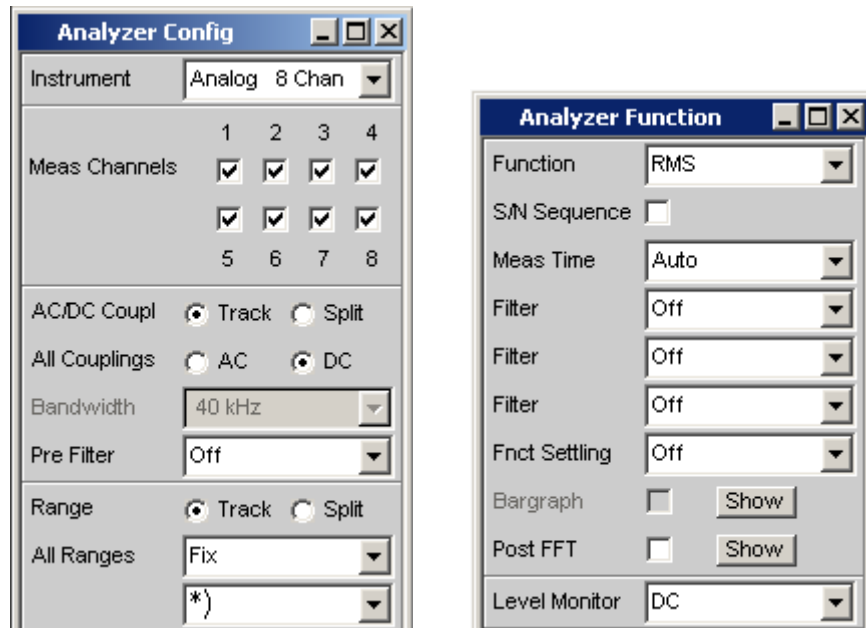 Analyzer Config
Instrument Analog 8 Chan
1 2 3 4
Meas Channels
5 6 7 8
AC/DC Coupl Track Split
All Couplings AC DC
Bandwidth 40 kHz
Pre Filter Off
Range Track Split
All Ranges Fix
*)
Analyzer Function
Function RMS
S/N Sequence
Meas Time Auto
Filter Off
Filter Off
Filter Off
Fnct Settling Off
Bargraph Show
Post FFT Show
Level Monitor DC